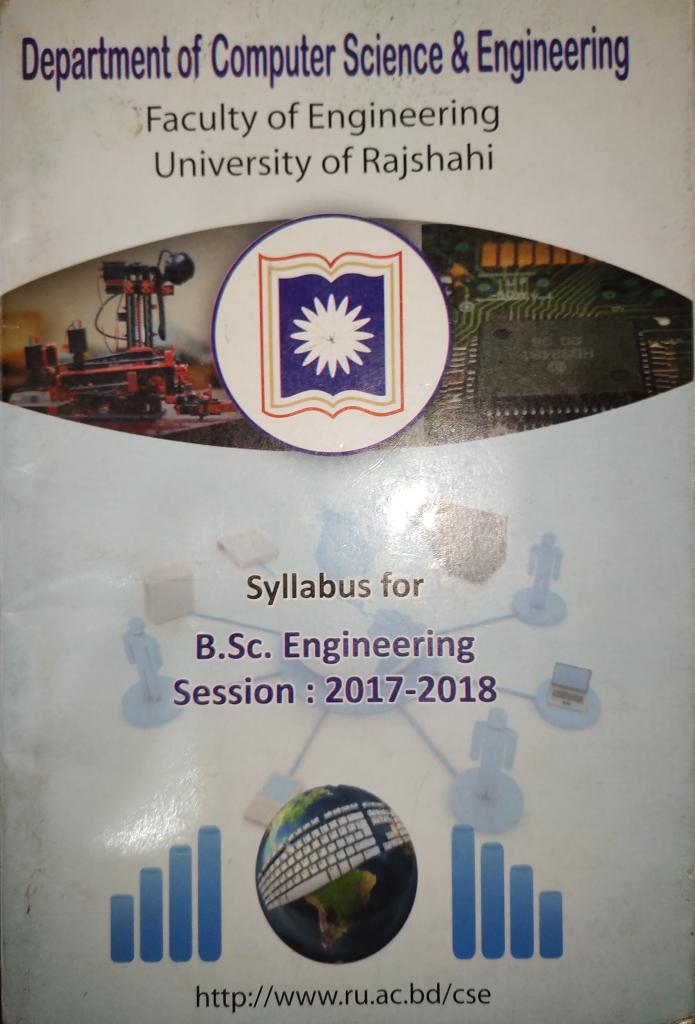 Department of Computer Science & Engineering
Faculty of Engineering
University of Rajshahi
Syllabus for
B.Sc. Engineering
Session : 2017-2018
http://www.ru.ac.bd/cse